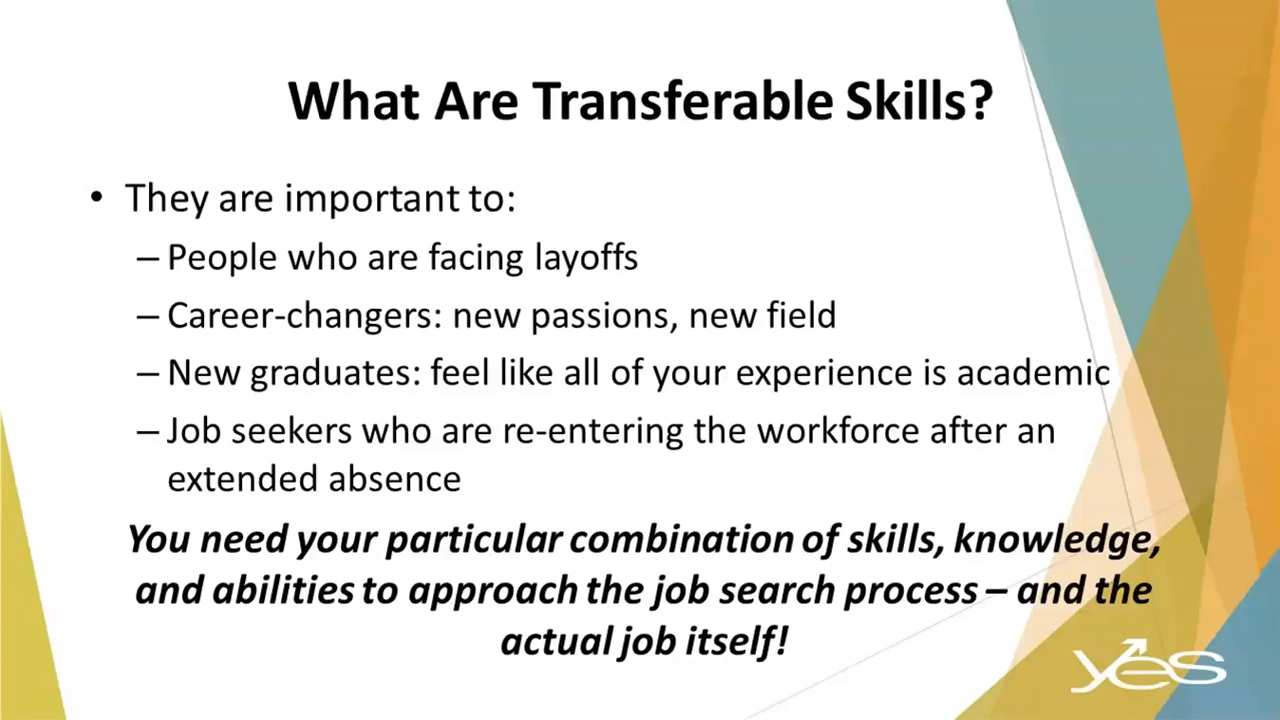 What Are Transferable Skills?
• They are important to:
– People who are facing layoffs
– Career-changers: new passions, new field
– New graduates: feel like all of your experience is academic
– Job seekers who are re-entering the workforce after an
extended absence
You need your particular combination of skills, knowledge,
and abilities to approach the job search process – and the
actual job itself!
yes